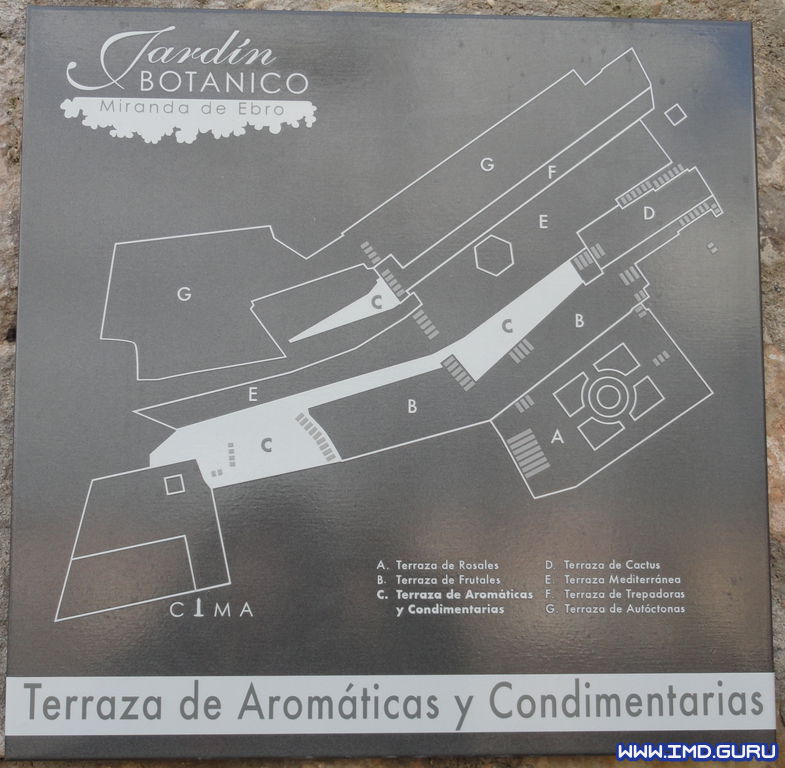 Jardín
BOTANICO
Miranda de Ebro
G
F
E
D
G
C
C
B
E
B
C
A
CIMA
A. Terraza de Rosales
B. Terraza de Frutales
C. Terraza de Aromáticas
y Condimentarias
D. Terraza de Cactus
E. Terraza Mediterránea
F. Terraza de Trepadoras
G. Terraza de Autóctonas
Terraza de Aromáticas y Condimentarias
WWW.IMD.GURU